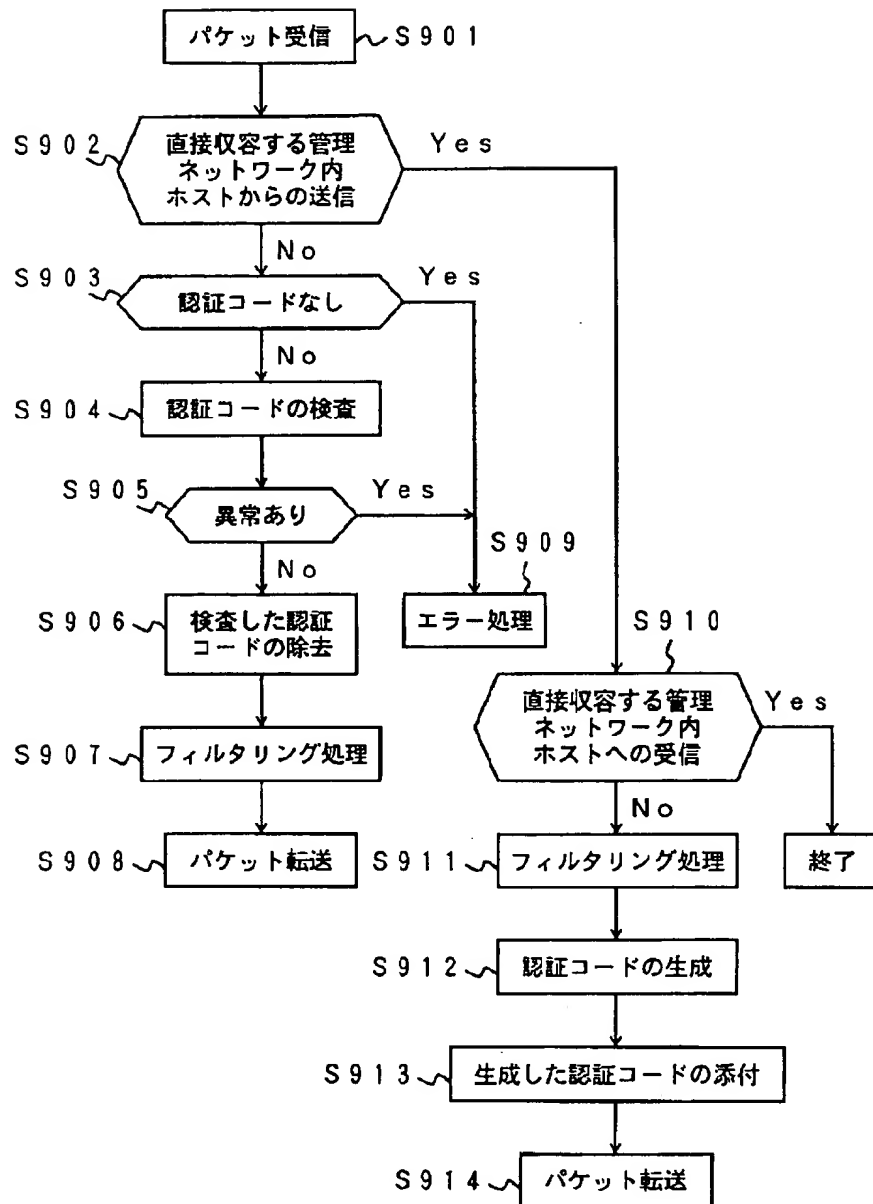 パケット受信
S901
S902
直接収容する管理
ネットワーク内
ホストからの送信
Yes
No
S903
認証コードなし
Yes
No
S904
認証コードの検査
S905
異常あり
Yes
No
S906
検査した認証
コードの除去
S909
エラー処理
S907
フィルタリング処理
S908
パケット転送
S910
直接収容する管理
ネットワーク内
ホストへの受信
Yes
No
終了
S911
フィルタリング処理
S912
認証コードの生成
S913
生成した認証コードの添付
S914
パケット転送